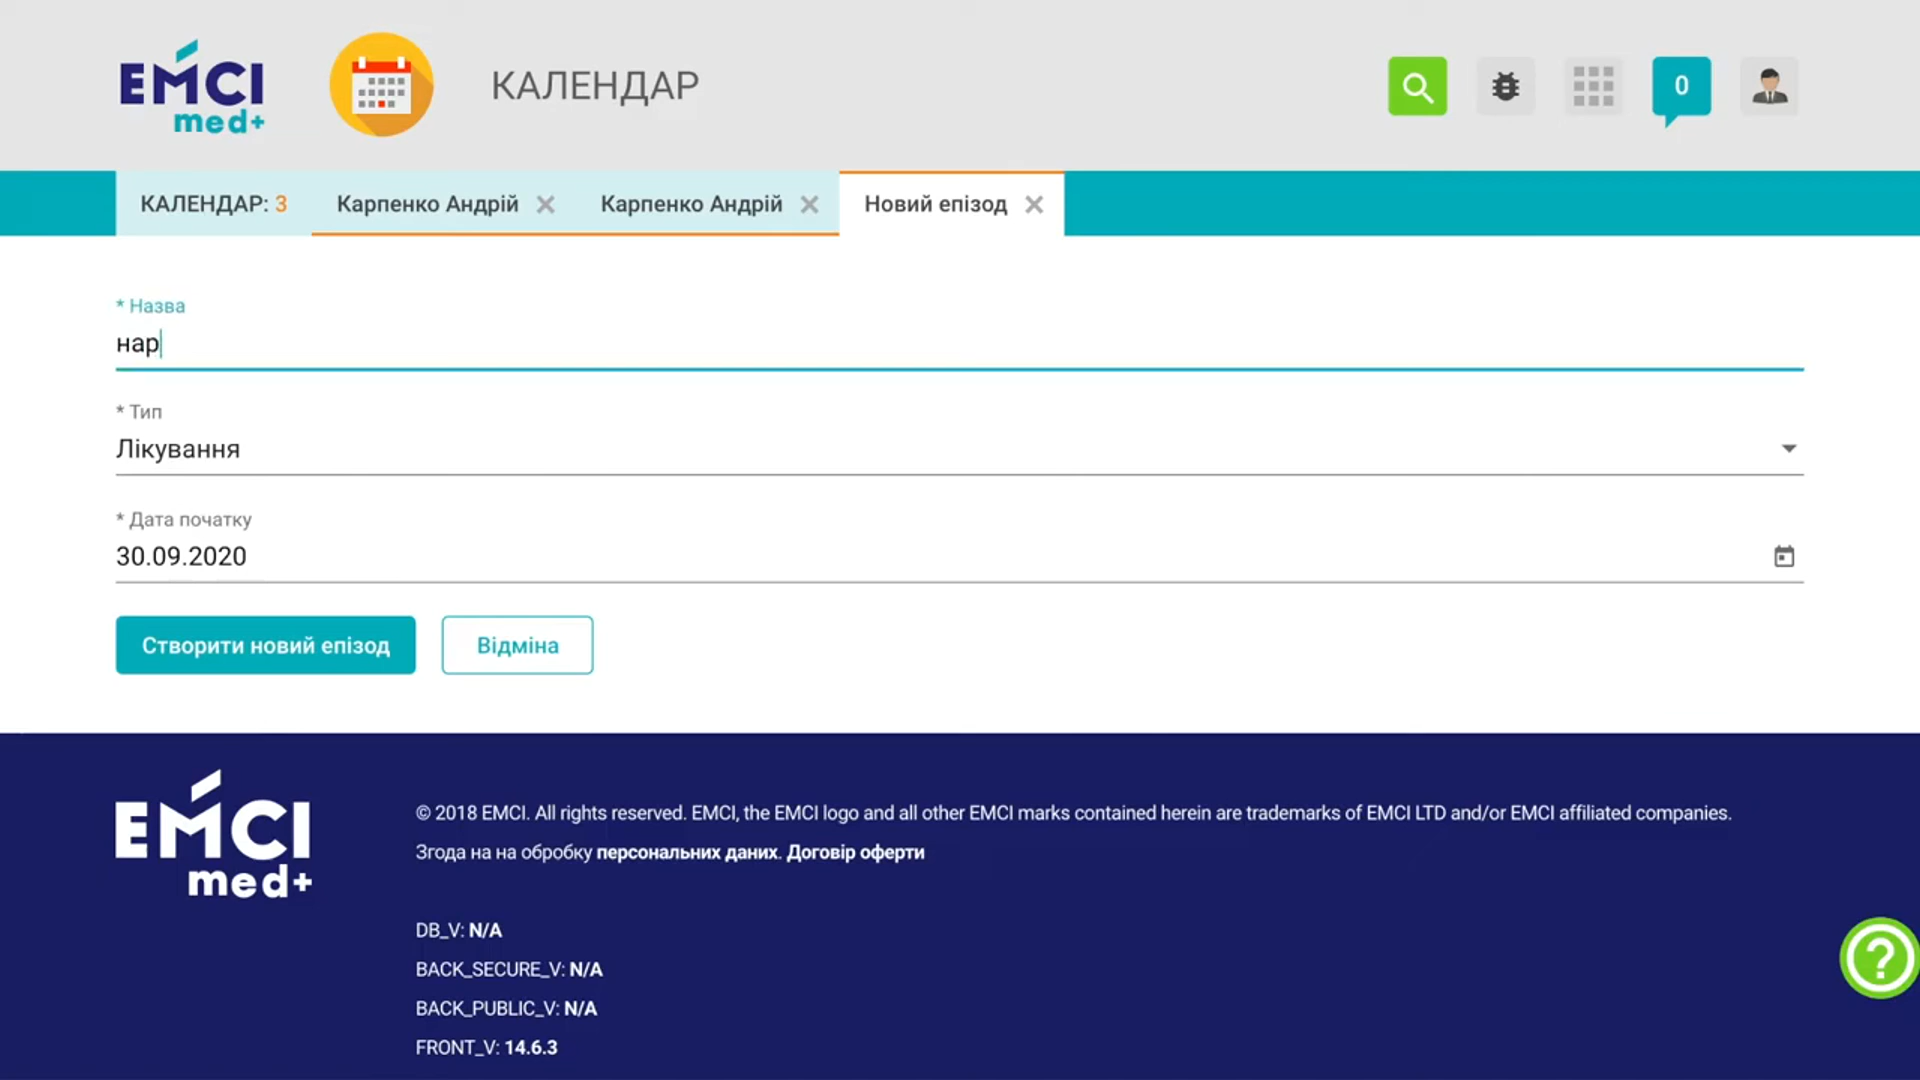 EMCI
med+
КАЛЕНДАР
0
КАЛЕНДАР: 3
Карпенко Андрій
Карпенко Андрій
Новий епізод
* Назва
нар
* Тип
Лікування
* Дата початку
30.09.2020
Створити новий епізод
Відміна
EMCI
med+
© 2018 EMCI. All rights reserved. EMCI, the EMCI logo and all other EMCI marks contained herein are trademarks of EMCI LTD and/or EMCI affiliated companies.
Згода на на обробку персональних даних. Договір оферти
DB_V: N/A
BACK_SECURE_V: N/A
BACK_PUBLIC_V: N/A
FRONT_V: 14.6.3
?